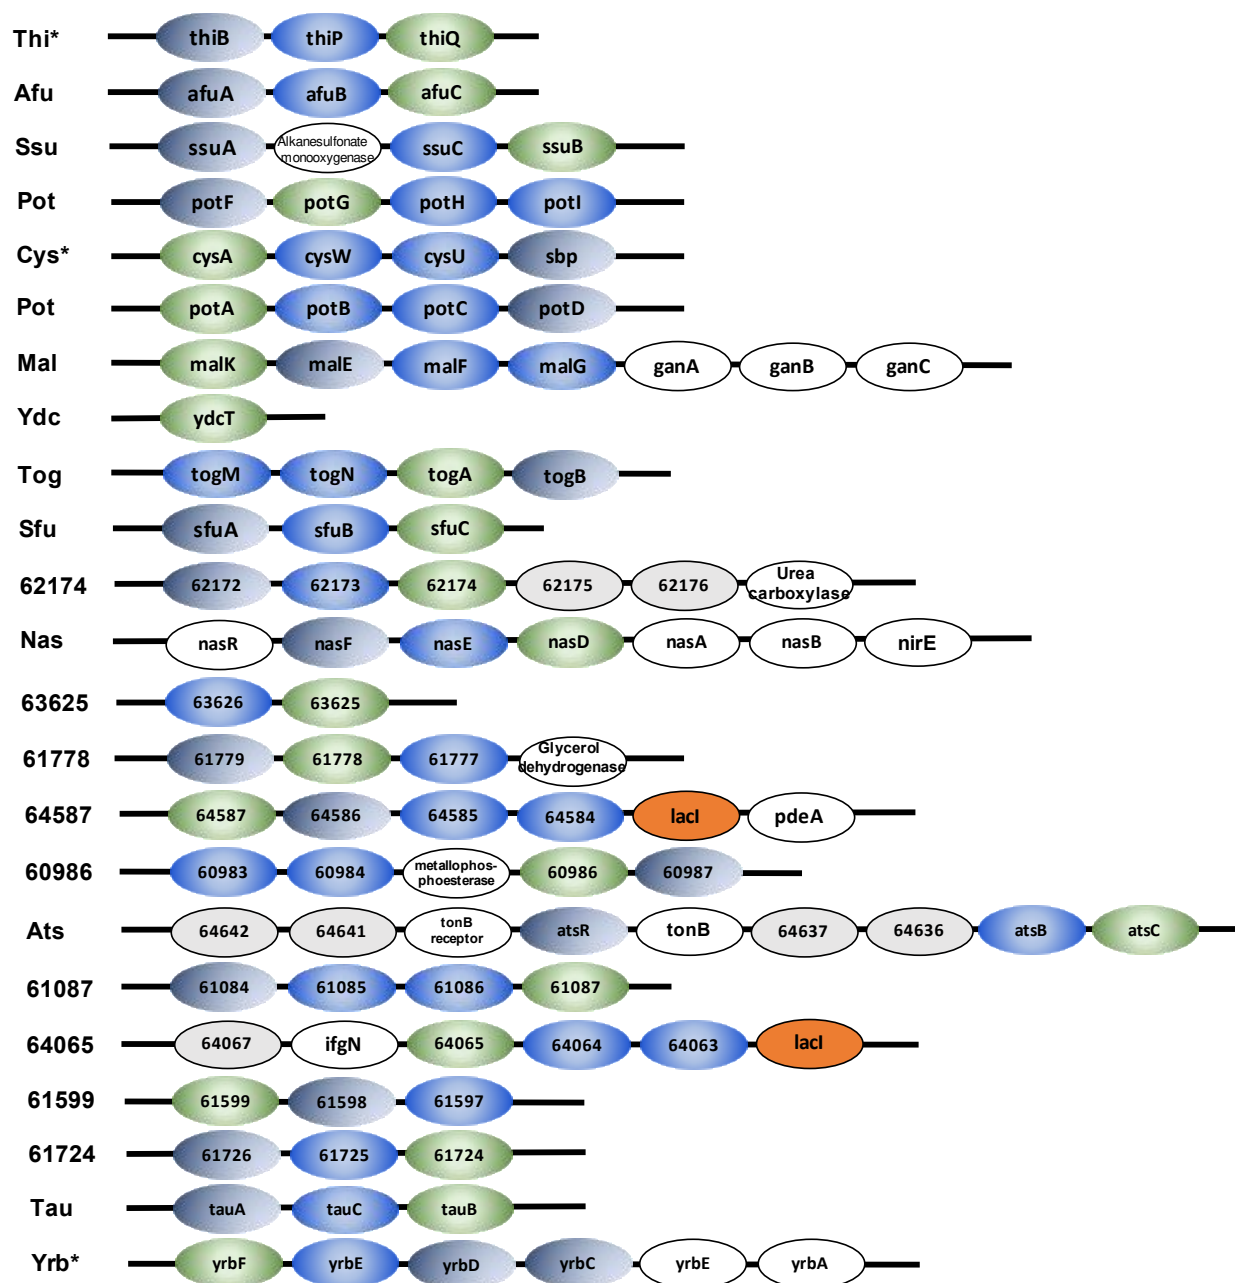 Thi* thiB thiP thiQ
Afu afuA afuB afuC
Ssu ssuA Alkanesulfonate monooxygenase ssuC ssuB
Pot potF potG potH potI
Cys* cysA cysW cysU sbp
Pot potA potB potC potD
Mal malK malE malF malG ganA ganB ganC
Ydc ydcT
Tog togM togN togA togB
Sfu sfuA sfuB sfuC
62174 62172 62173 62174 62175 62176 Urea carboxylase
Nas nasR nasF nasE nasD nasA nasB nirE
63625 63626 63625
61778 61779 61778 61777 Glycerol dehydrogenase
64587 64587 64586 64585 64584 lacI pdeA
60986 60983 60984 metallophos-phoesterase 60986 60987
Ats 64642 64641 tonB receptor atsR tonB 64637 64636 atsB atsC
61087 61084 61085 61086 61087
64065 64067 ifgN 64065 64064 64063 lacI
61599 61599 61598 61597
61724 61726 61725 61724
Tau tauA tauC tauB
Yrb* yrbF yrbE yrbD yrbC yrbE yrbA